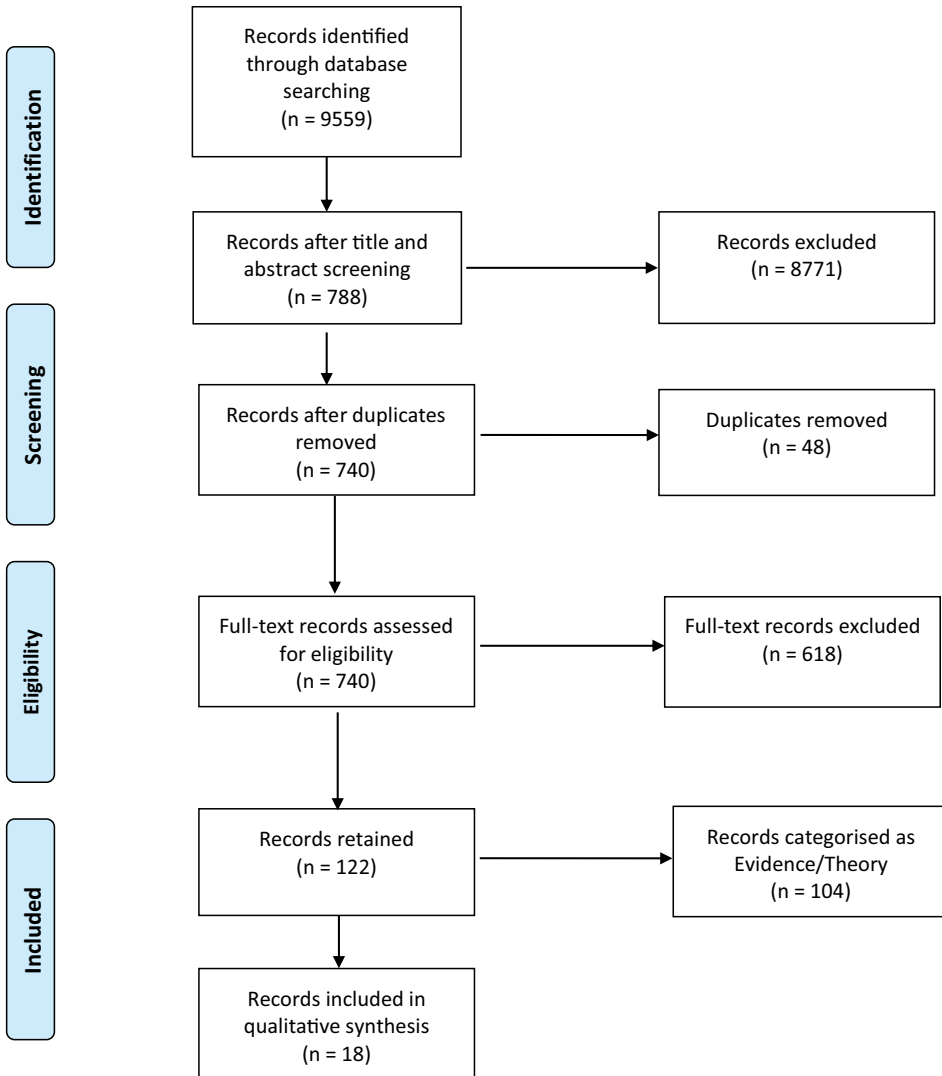 Identification
Records identified
through database
searching
(n = 9559)
Records after title and
abstract screening
(n = 788)
Records excluded
(n = 8771)
Screening
Records after duplicates
removed
(n = 740)
Duplicates removed
(n = 48)
Eligibility
Full-text records assessed
for eligibility
(n = 740)
Full-text records excluded
(n = 618)
Included
Records retained
(n = 122)
Records categorised as
Evidence/Theory
(n = 104)
Records included in
qualitative synthesis
(n = 18)